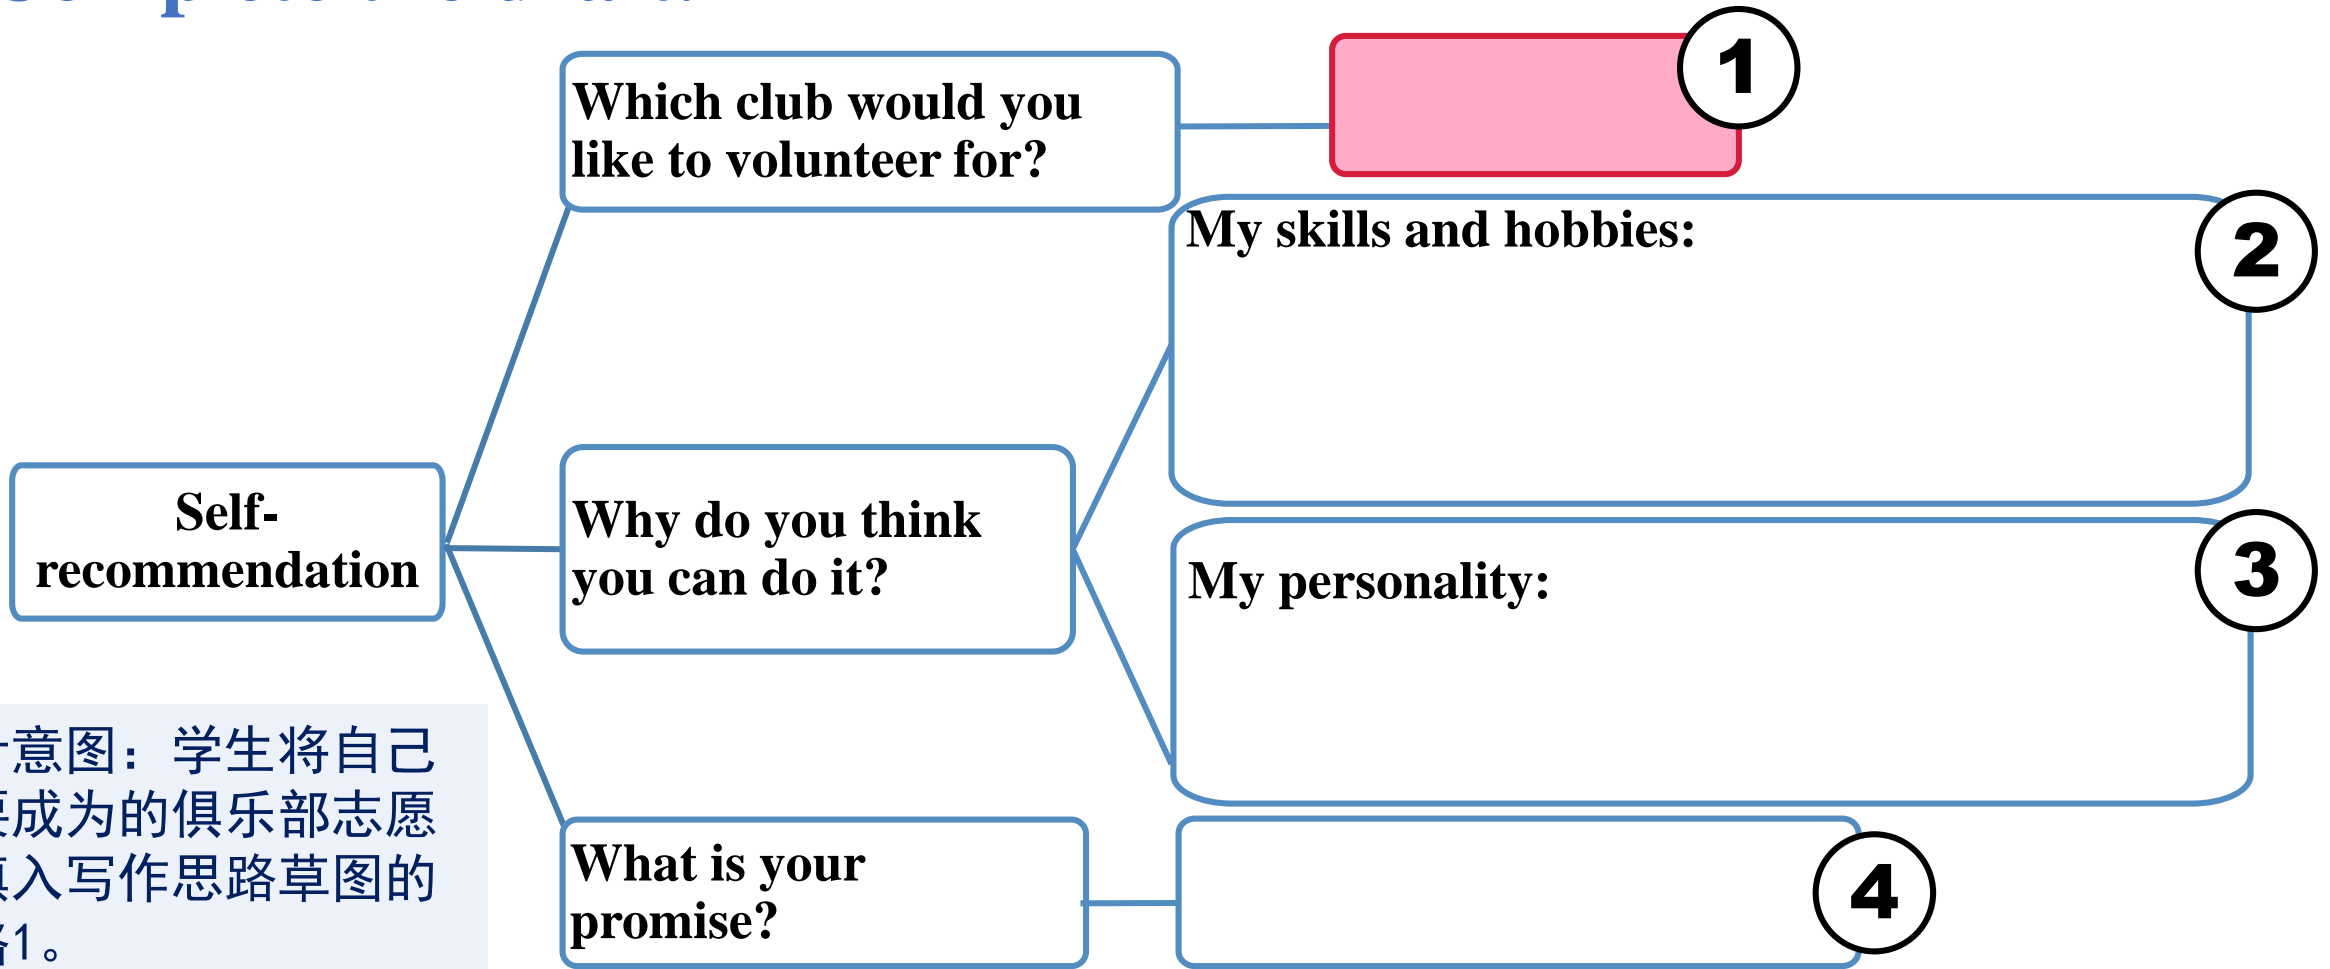 Which club would you
like to volunteer for?
1
My skills and hobbies:
2
Self-
recommendation
Why do you think
you can do it?
My personality:
3
意图：学生将自己
成为的俱乐部志愿
入写作思路草图的
1。
What is your
promise?
4